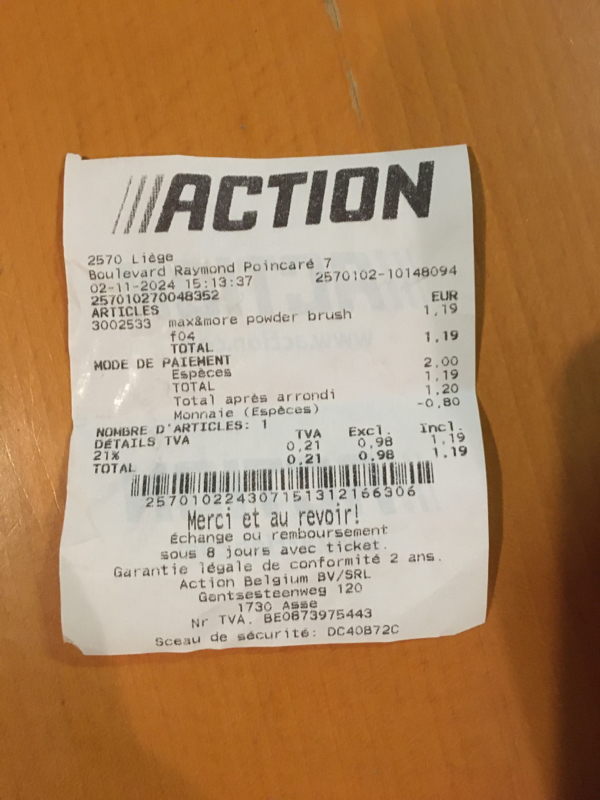 ACTION
2570 Liège
Boulevard Raymond Poincaré 7
02-11-2024 15:13:37 2570102-10148094
257010270048352
ARTICLES EUR
3002533 max&more powder brush 1,19
f04
TOTAL 1,19
MODE DE PAIEMENT
Espèces 2,00
TOTAL 1,19
Total après arrondi 1,20
Monnaie (Espèces) -0,80
NOMBRE D'ARTICLES: 1
DÉTAILS TVA TVA Excl. Incl.
21% 0,21 0,98 1,19
TOTAL 0,21 0,98 1,19
257010224307151312166306
Merci et au revoir!
Échange ou remboursement
sous 8 jours avec ticket.
Garantie légale de conformité 2 ans.
Action Belgium BV/SRL
Gentsesteenweg 120
1730 Asse
Nr TVA. BE0873975443
Sceau de sécurité: DC40B72C